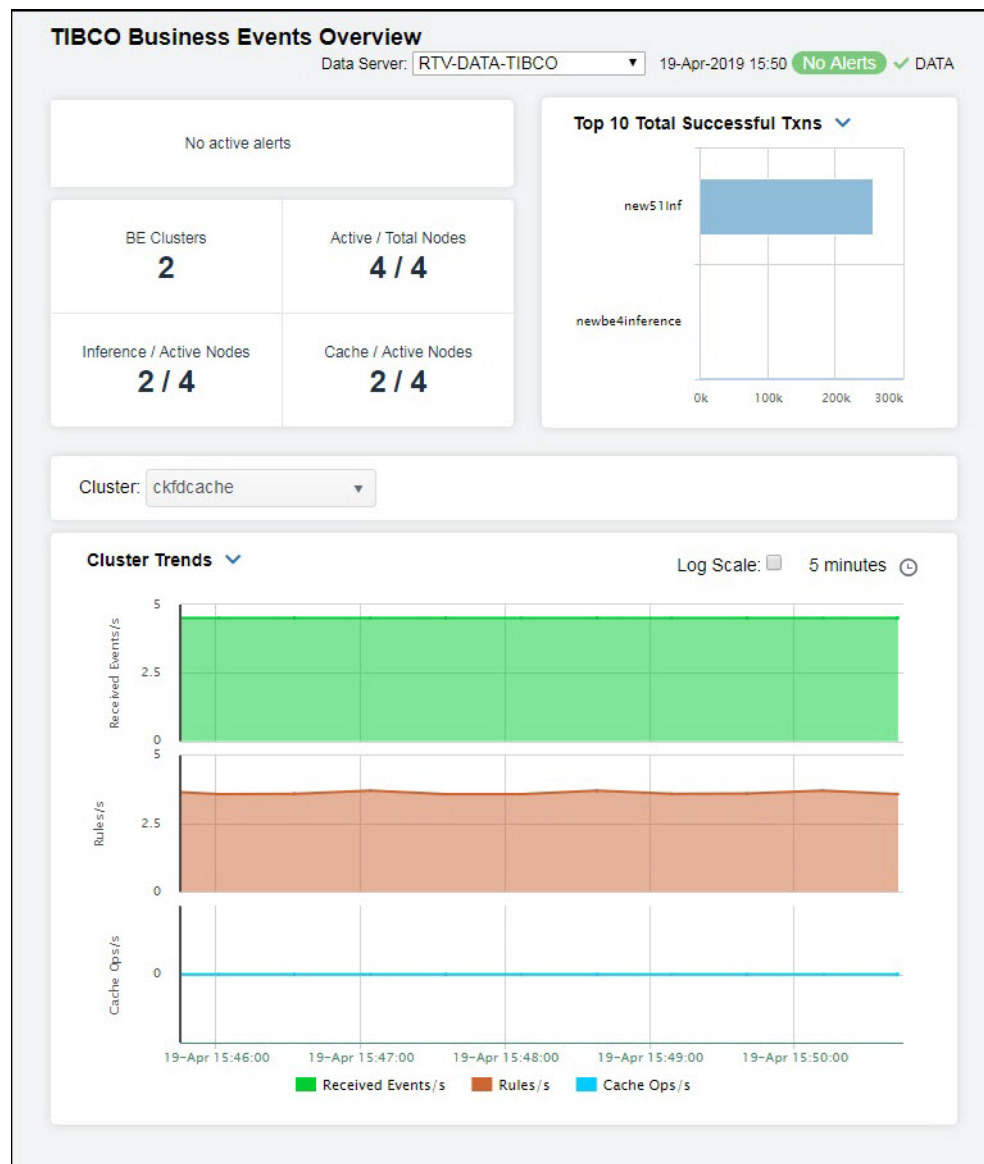 TIBCO Business Events Overview
Data Server: RTV-DATA-TIBCO 19-Apr-2019 15:50 No Alerts DATA
No active alerts
BE Clusters
2
Active / Total Nodes
4 / 4
Inference / Active Nodes
2 / 4
Cache / Active Nodes
2 / 4
Top 10 Total Successful Txns
new51Inf
newbe4inference
0k 100k 200k 300k
Cluster: ckfdcache
Cluster Trends
Log Scale: 5 minutes
Received Events/s
5
2.5
0
Rules/s
5
2.5
0
Cache Ops/s
0
19-Apr 15:46:00 19-Apr 15:47:00 19-Apr 15:48:00 19-Apr 15:49:00 19-Apr 15:50:00
Received Events/s Rules/s Cache Ops/s